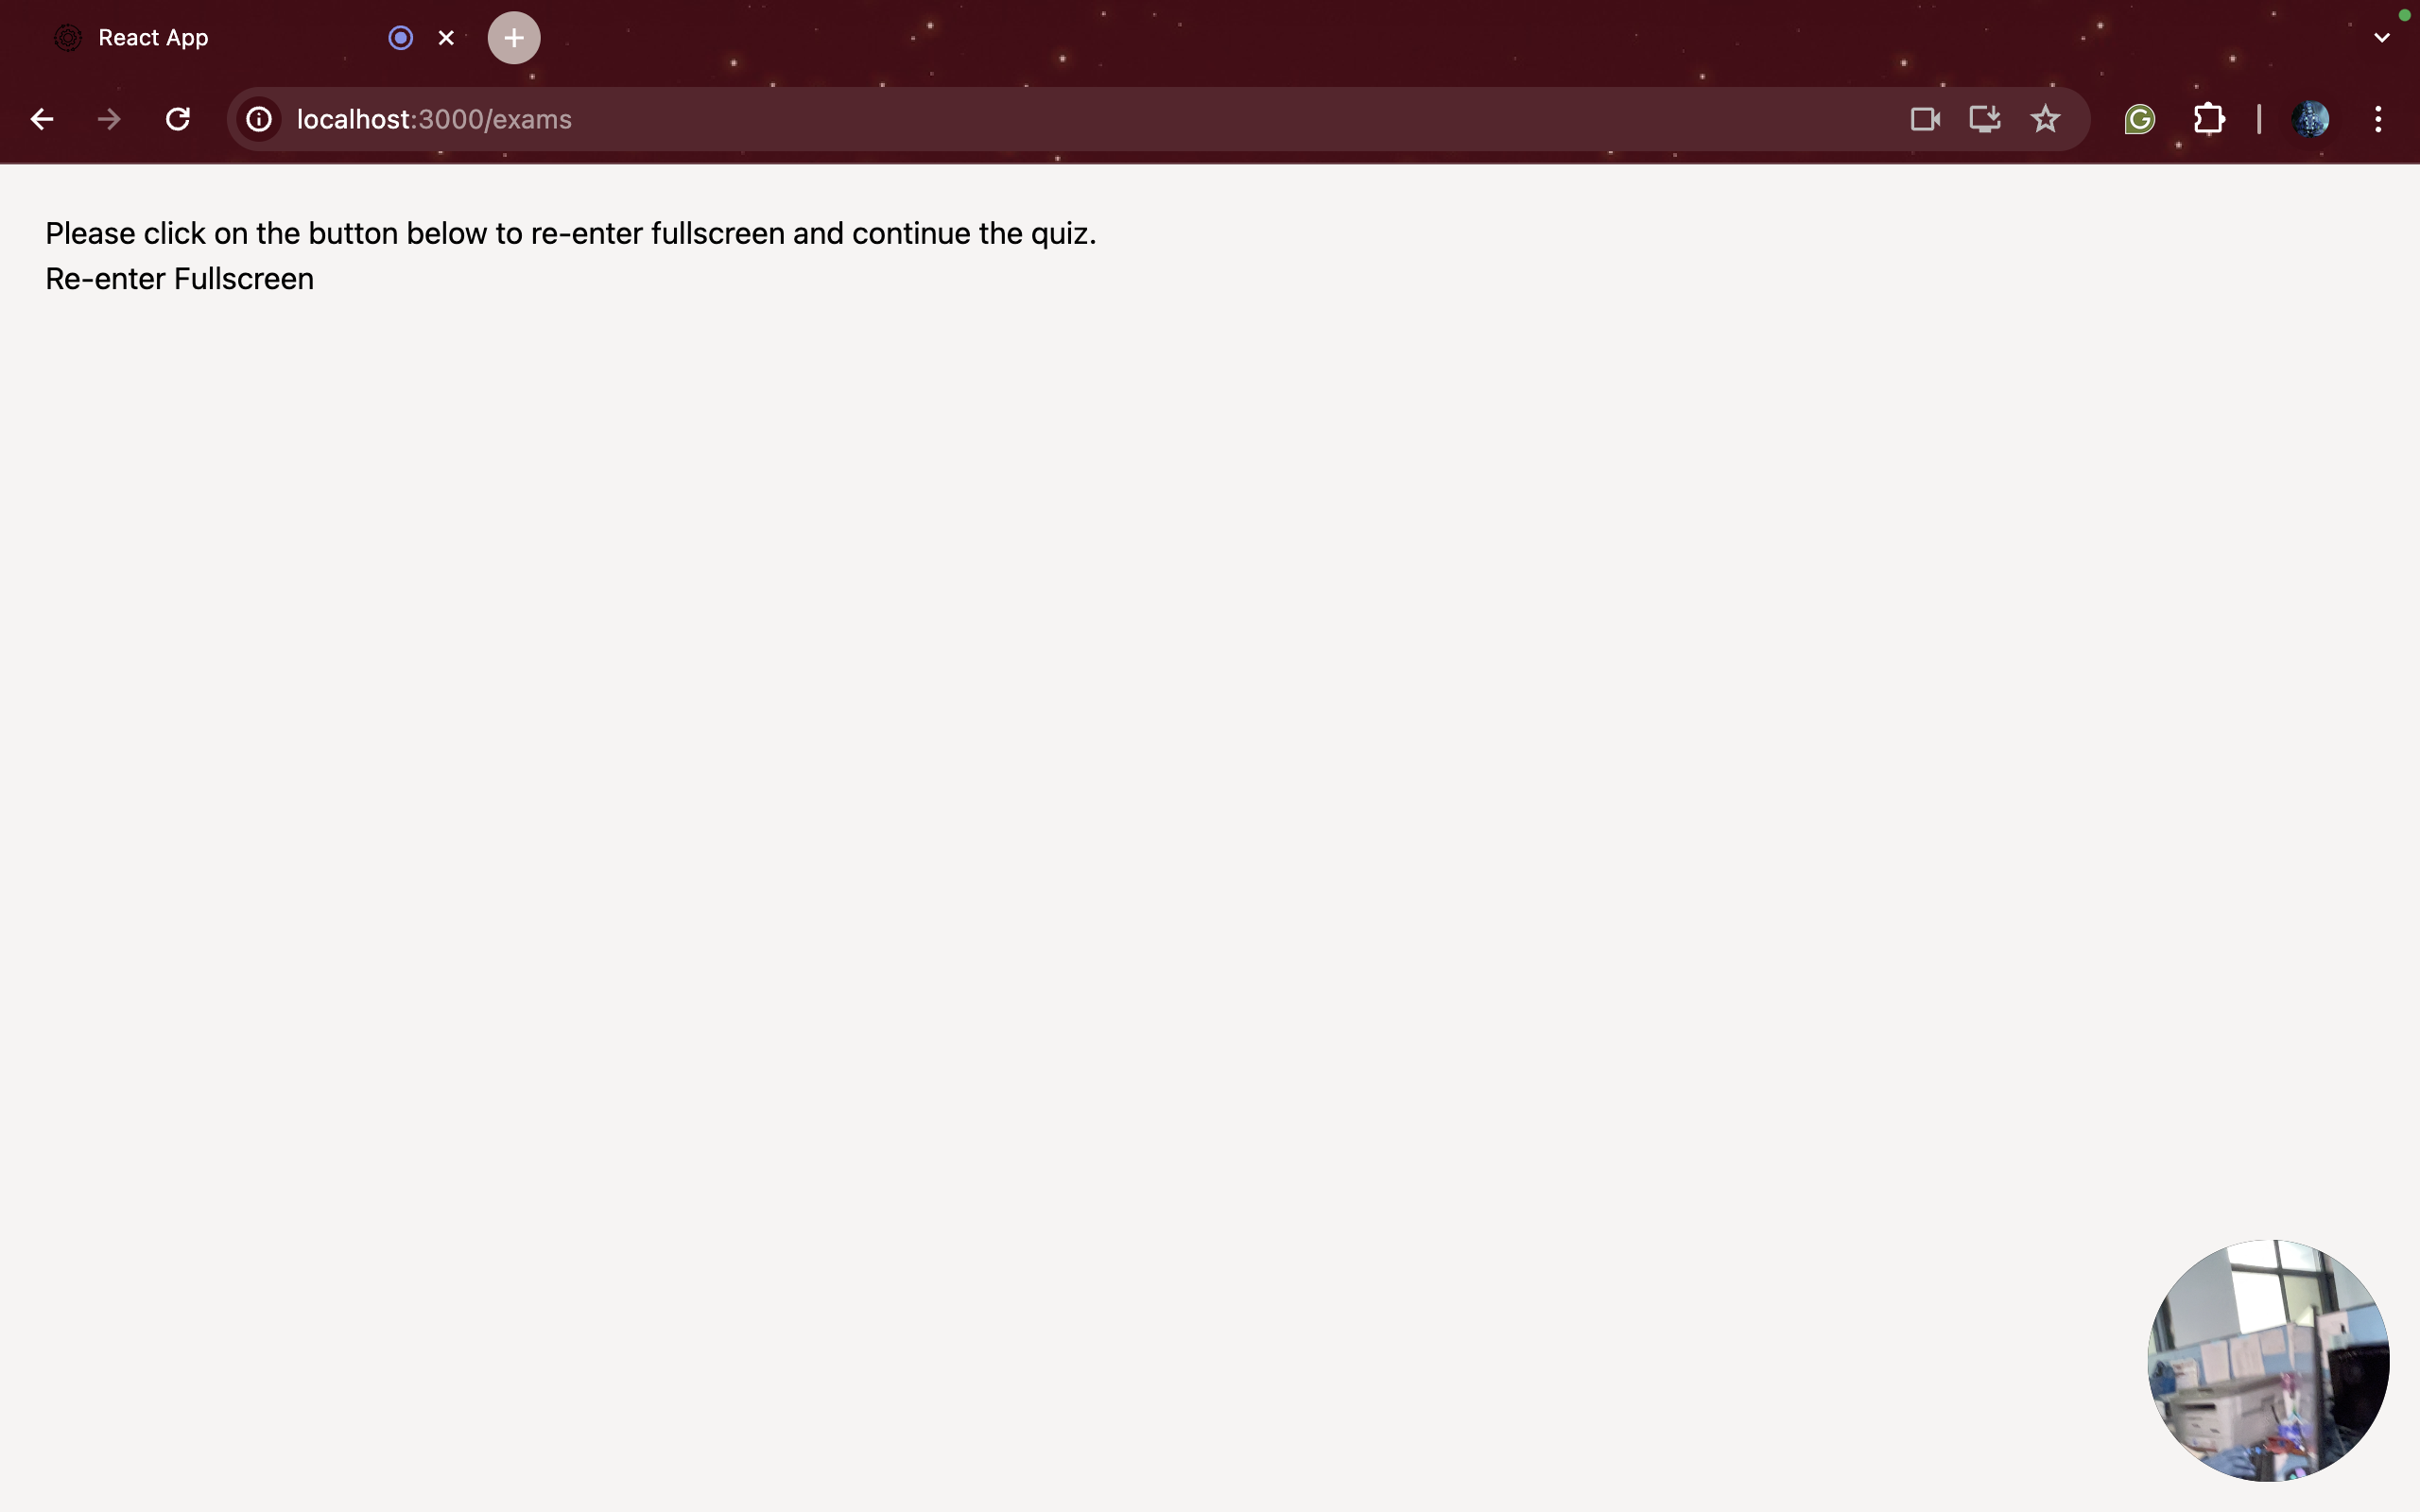 React App
localhost:3000/exams
Please click on the button below to re-enter fullscreen and continue the quiz.
Re-enter Fullscreen